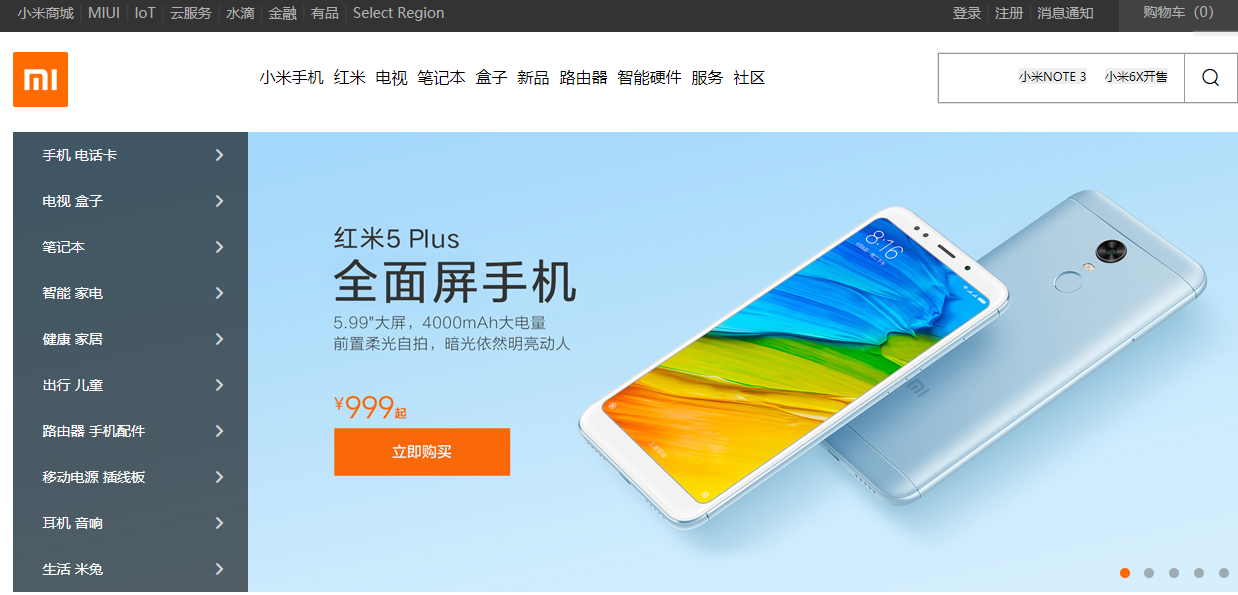 小米商城 MIUI IoT 云服务 水滴 金融 有品 Select Region 登录 注册 消息通知 购物车（0）
小米手机 红米 电视 笔记本 盒子 新品 路由器 智能硬件 服务 社区 小米NOTE 3 小米6X开售
手机 电话卡
电视 盒子
笔记本
智能 家电
健康 家居
出行 儿童
路由器 手机配件
移动电源 插线板
耳机 音响
生活 米兔
红米5 Plus
全面屏手机
5.99"大屏，4000mAh大电量
前置柔光自拍，暗光依然明亮动人
¥999起
立即购买
8:16